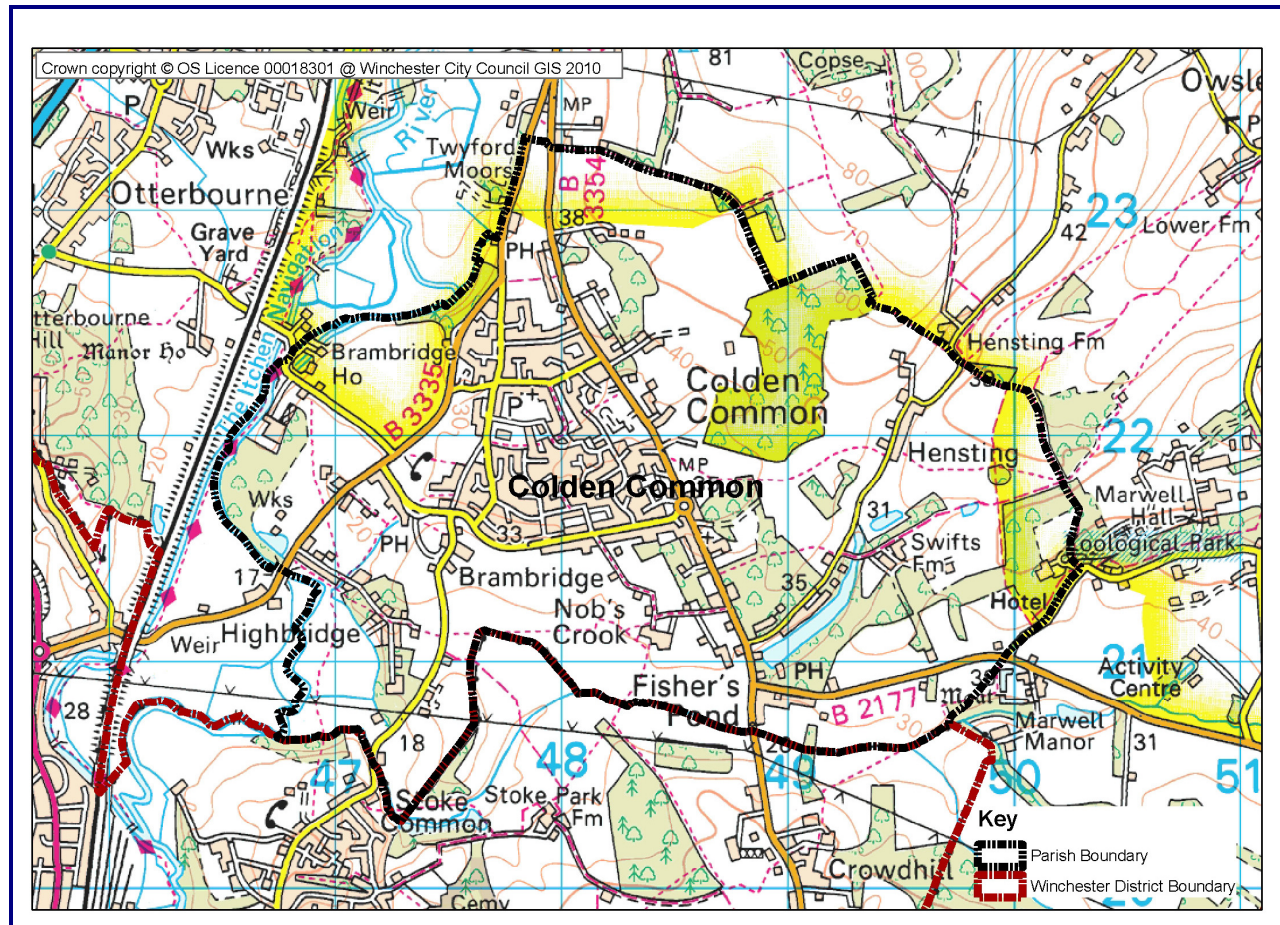 Crown copyright © OS Licence 00018301 @ Winchester City Council GIS 2010
81
Copse
Owsle
MP
Weir
River
P
Wks
Twyford
Moors
90
80
Otterbourne
B
3354
23
38
Grave
Yard
42
Lower Fm
PH
Navigation
60
Hensting Fm
Manor Ho
Brambridge
Ho
B 3335
The Itchen
40
50
39
Colden
Common
P
30
20
22
Hensting
MP
Colden Common
Wks
20
33
31
Marwell
Hall
Zoological Park
PH
Swifts
Fm
17
Brambridge
35
Nob's
Crook
Hotel
Weir
Highbridge
40
21
PH
Activity
Centre
Fisher's
Pond
B 2177
30
28
18
Marwell
Manor
31
47
48
49
50
51
Stoke
Common
Stoke Park
Fm
Key
Parish Boundary
Winchester District Boundary
Crowdhill
Cemy